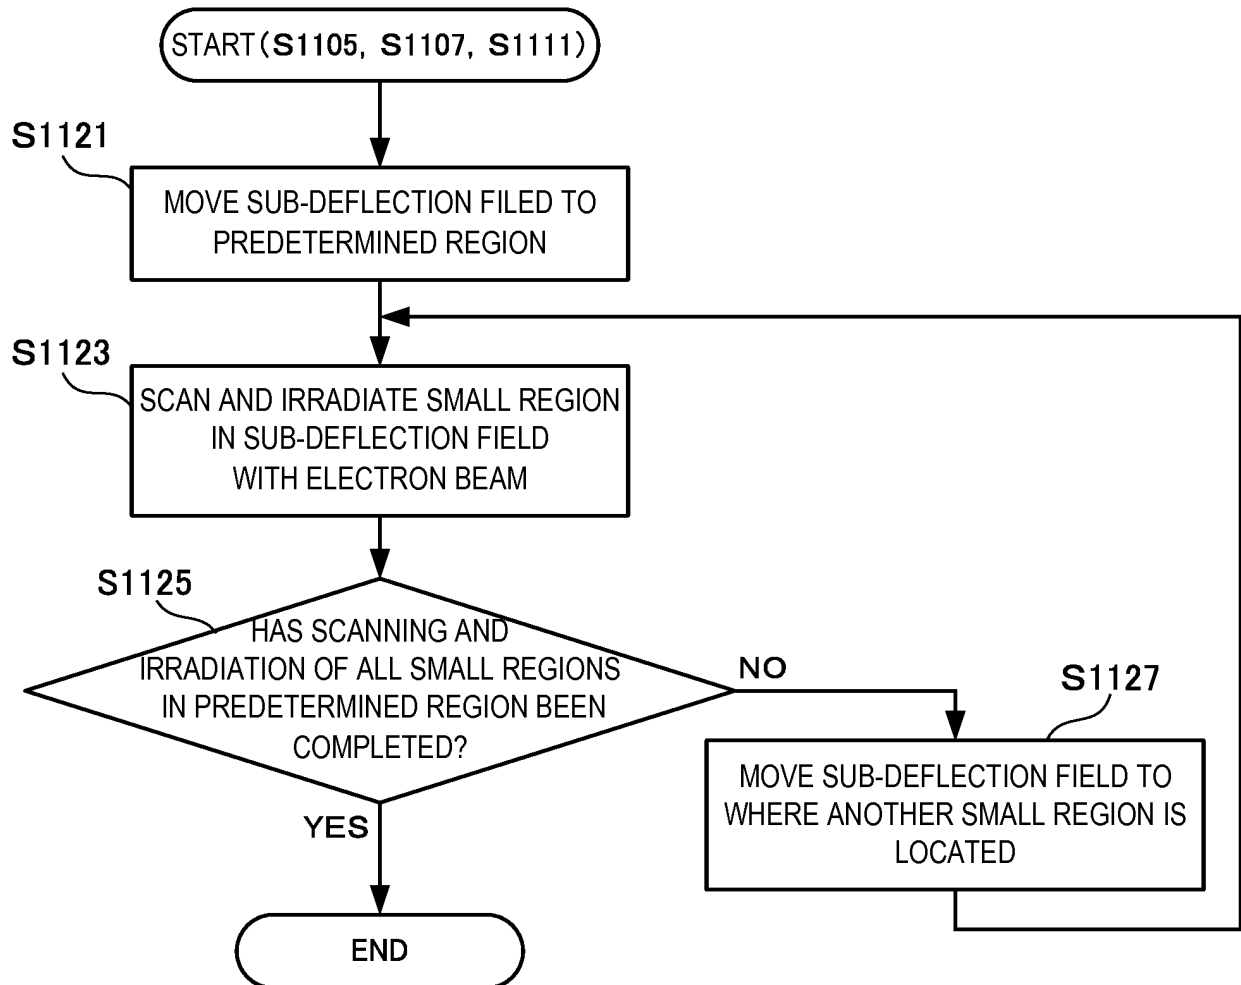 START(S1105, S1107, S1111)
S1121
MOVE SUB-DEFLECTION FILED TO
PREDETERMINED REGION
S1123
SCAN AND IRRADIATE SMALL REGION
IN SUB-DEFLECTION FIELD
WITH ELECTRON BEAM
S1125
HAS SCANNING AND
IRRADIATION OF ALL SMALL REGIONS
IN PREDETERMINED REGION BEEN
COMPLETED?
NO
S1127
MOVE SUB-DEFLECTION FIELD TO
WHERE ANOTHER SMALL REGION IS
LOCATED
YES
END